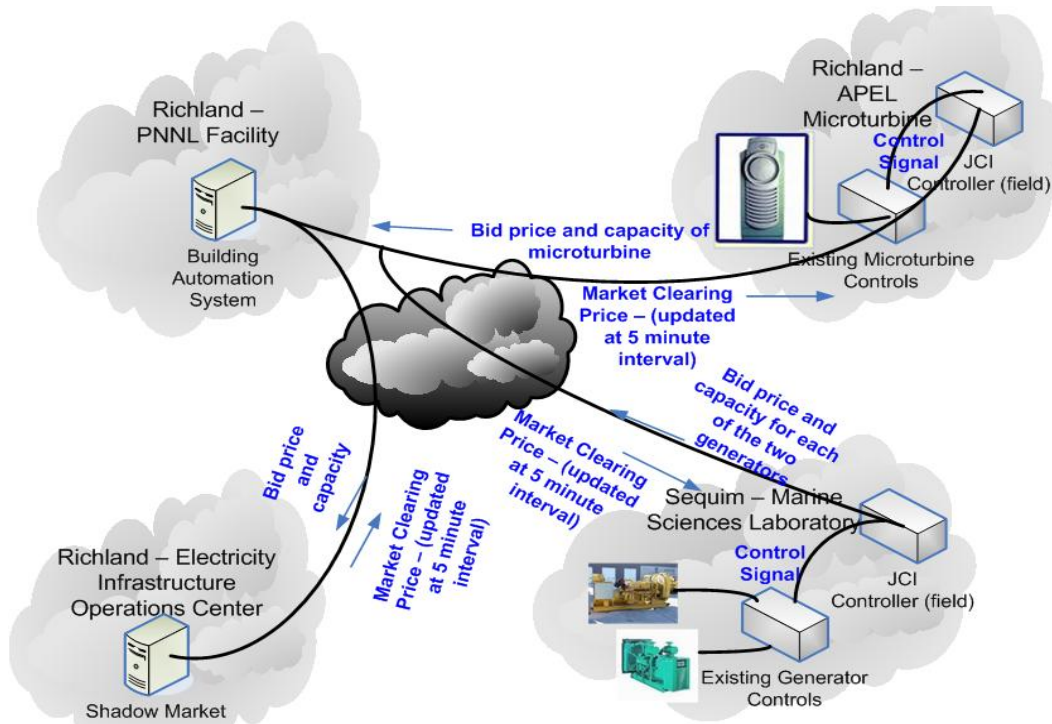 Richland –
PNNL Facility
Building
Automation
System
Richland –
APEL
Microturbine
Control
Signal
JCI
Controller (field)
Existing Microturbine
Controls
Bid price and capacity of
microturbine
Market Clearing
Price – (updated
at 5 minute
interval)
Bid price and
capacity for each
of the two
generators
Market Clearing
Price – (updated
at 5 minute
interval)
Bid price
and
capacity
Market Clearing
Price – (updated
at 5 minute
interval)
Richland – Electricity
Infrastructure
Operations Center
Shadow Market
Sequim – Marine
Sciences Laboratory
Control
Signal
JCI
Controller (field)
Existing Generator
Controls